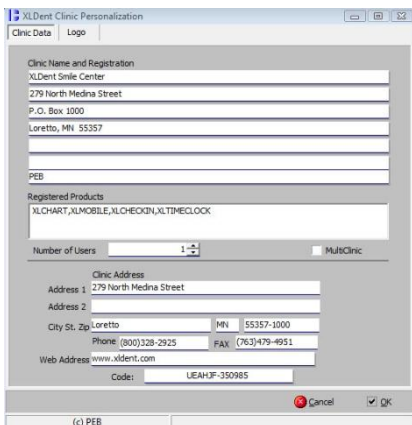 XLDent Clinic Personalization
Clinic Data Logo
Clinic Name and Registration
XLDent Smile Center
279 North Medina Street
P.O. Box 1000
Loretto, MN 55357
PEB
Registered Products
XLCHART,XLMOBILE,XLCHECKIN,XLTIMECLOCK
Number of Users 1 MultiClinic
Clinic Address
Address 1 279 North Medina Street
Address 2
City St. Zip Loretto MN 55357-1000
Phone (800)328-2925 FAX (763)479-4951
Web Address www.xldent.com
Code: UEAHJF-350985
Cancel OK
(c) PEB